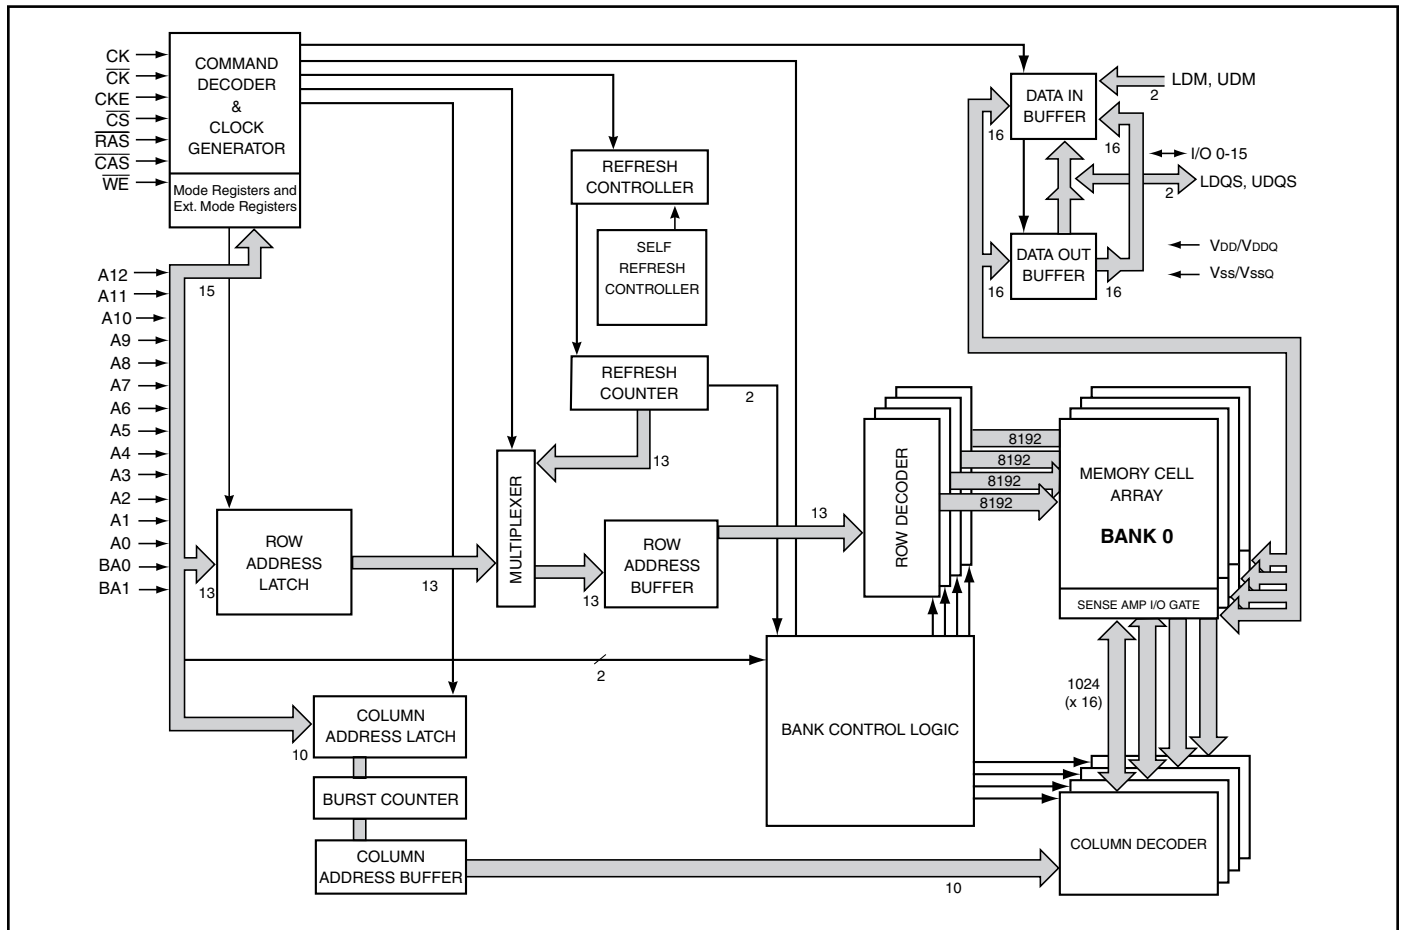 CK
CK
CKE
CS
RAS
CAS
WE
COMMAND
DECODER
&
CLOCK
GENERATOR
Mode Registers and
Ext. Mode Registers
A12
A11
A10
A9
A8
A7
A6
A5
A4
A3
A2
A1
A0
BA0
BA1
15
13
ROW
ADDRESS
LATCH
13
MULTIPLEXER
13
REFRESH
CONTROLLER
SELF
REFRESH
CONTROLLER
REFRESH
COUNTER
2
13
ROW
ADDRESS
BUFFER
13
ROW DECODER
8192
8192
8192
8192
MEMORY CELL
ARRAY
BANK 0
SENSE AMP I/O GATE
DATA IN
BUFFER
LDM, UDM
2
16
16
I/O 0-15
LDQS, UDQS
2
DATA OUT
BUFFER
16
16
VDD/VDDQ
VSS/VSSQ
2
10
COLUMN
ADDRESS LATCH
BURST COUNTER
COLUMN
ADDRESS BUFFER
10
BANK CONTROL LOGIC
1024
(x 16)
COLUMN DECODER